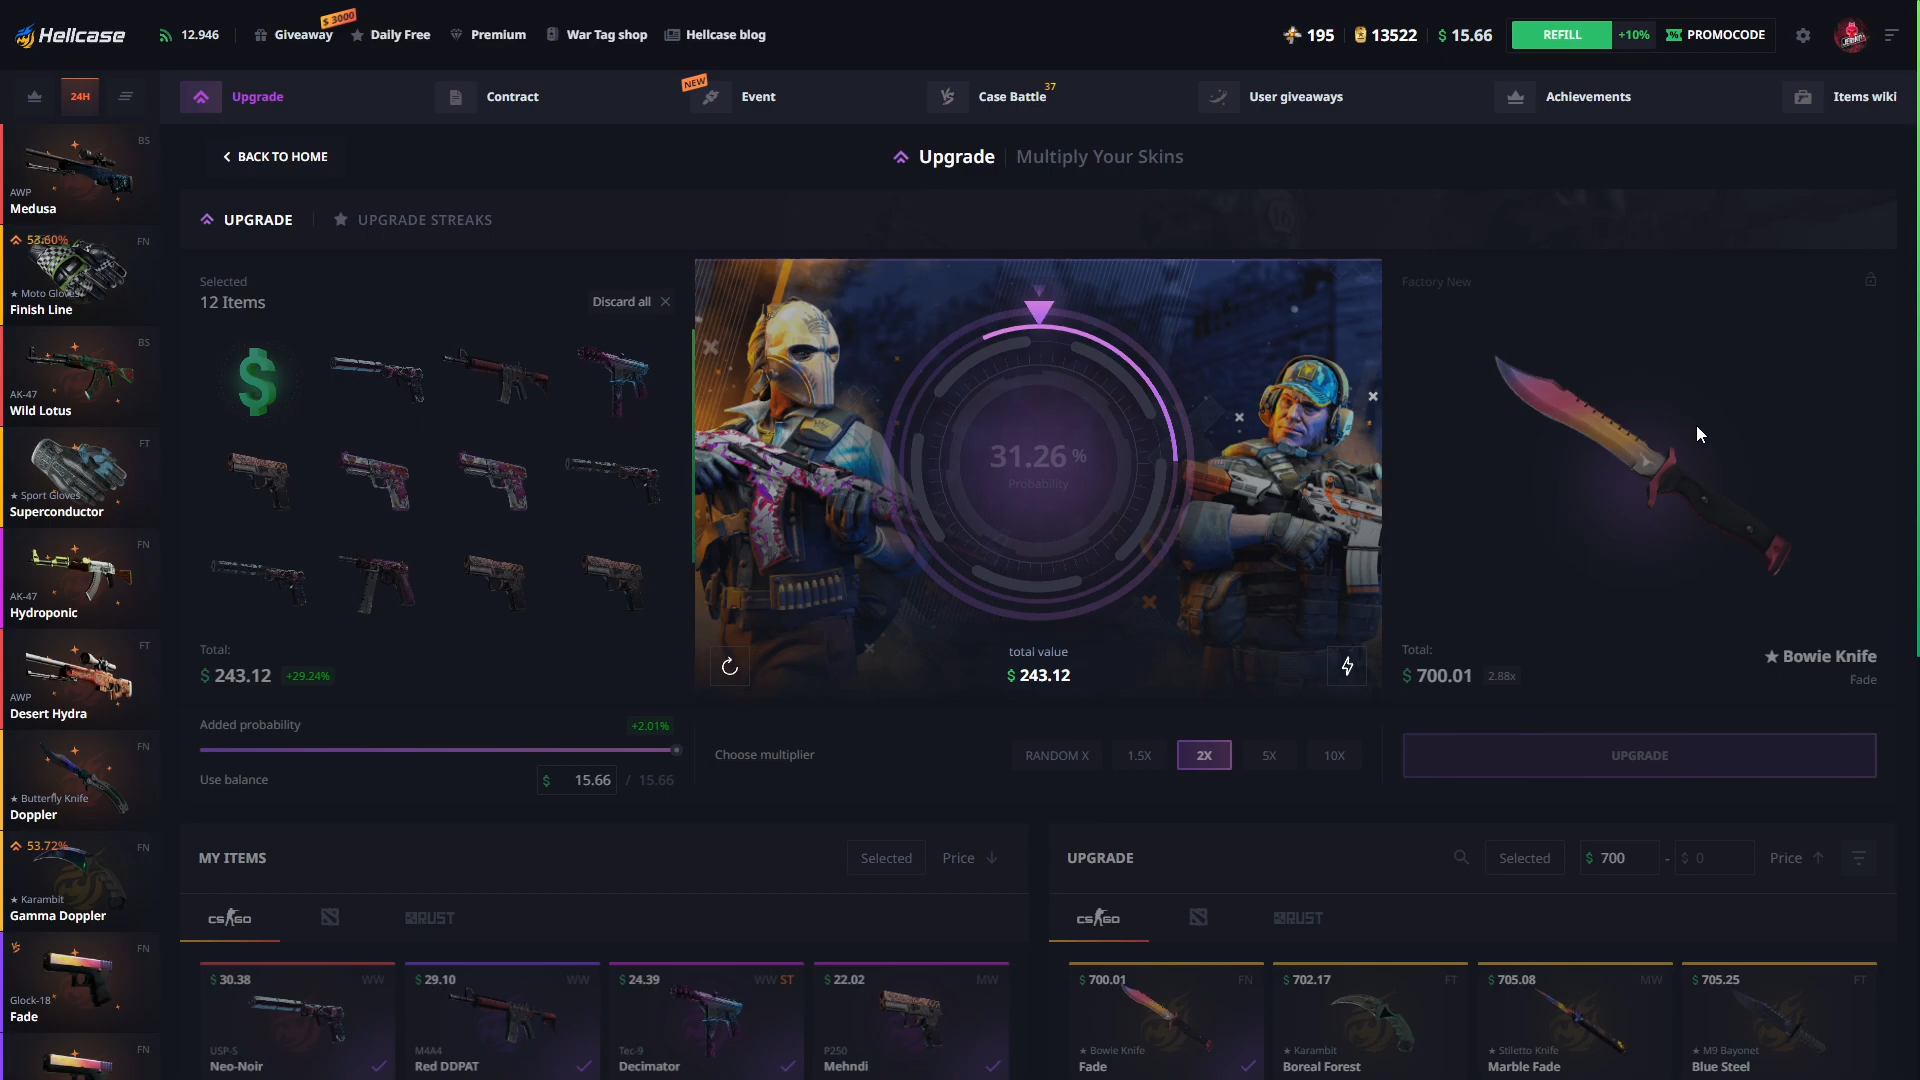 Hellcase
12.946
$ 3000
Giveaway
Daily Free
Premium
War Tag shop
Hellcase blog
195
13522
$ 15.66
REFILL
+10%
PROMOCODE
24H
Upgrade
Contract
NEW
Event
Case Battle
37
User giveaways
Achievements
Items wiki
BACK TO HOME
Upgrade
Multiply Your Skins
UPGRADE
UPGRADE STREAKS
BS
AWP
Medusa
53.60%
FN
★ Moto Gloves
Finish Line
BS
AK-47
Wild Lotus
FT
★ Sport Gloves
Superconductor
FN
AK-47
Hydroponic
FT
AWP
Desert Hydra
FN
★ Butterfly Knife
Doppler
53.72%
FN
★ Karambit
Gamma Doppler
FN
Glock-18
Fade
FN
Selected
12 Items
Discard all
Total:
$ 243.12
+29.24%
Added probability
+2.01%
Use balance
$ 15.66 / 15.66
31.26 %
Probability
total value
$ 243.12
Choose multiplier
RANDOM X
1.5X
2X
5X
10X
Factory New
Total:
$ 700.01
2.88x
★ Bowie Knife
Fade
UPGRADE
MY ITEMS
Selected
Price
CS GO
RUST
$ 30.38
WW
USP-S
Neo-Noir
$ 29.10
WW
M4A4
Red DDPAT
$ 24.39
WW ST
Tec-9
Decimator
$ 22.02
MW
P250
Mehndi
UPGRADE
Selected
$ 700
-
$ 0
Price
CS GO
RUST
$ 700.01
FN
★ Bowie Knife
Fade
$ 702.17
FT
★ Karambit
Boreal Forest
$ 705.08
MW
★ Stiletto Knife
Marble Fade
$ 705.25
FT
★ M9 Bayonet
Blue Steel